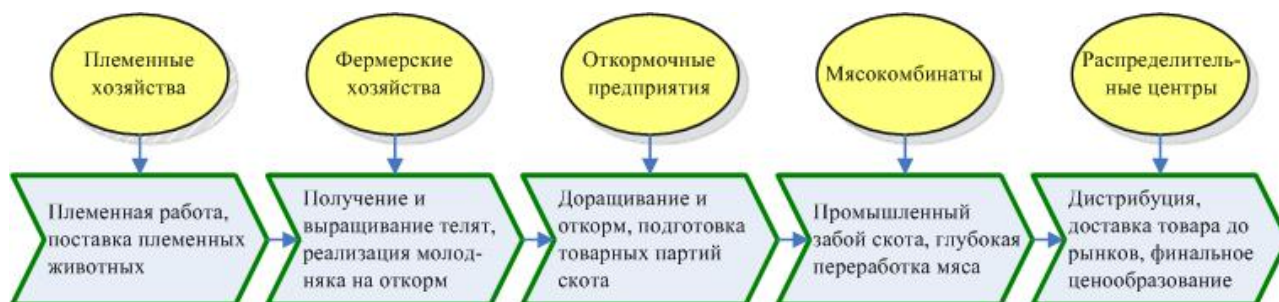 Племенные
хозяйства
Фермерские
хозяйства
Откормочные
предприятия
Мясокомбинаты
Распределитель-
ные центры
Племенная работа,
поставка племенных
животных
Получение и
выращивание телят,
реализация молод-
няка на откорм
Доращивание и
откорм, подготовка
товарных партий
скота
Промышленный
забой скота, глубокая
переработка мяса
Дистрибуция,
доставка товара до
рынков, финальное
ценообразование